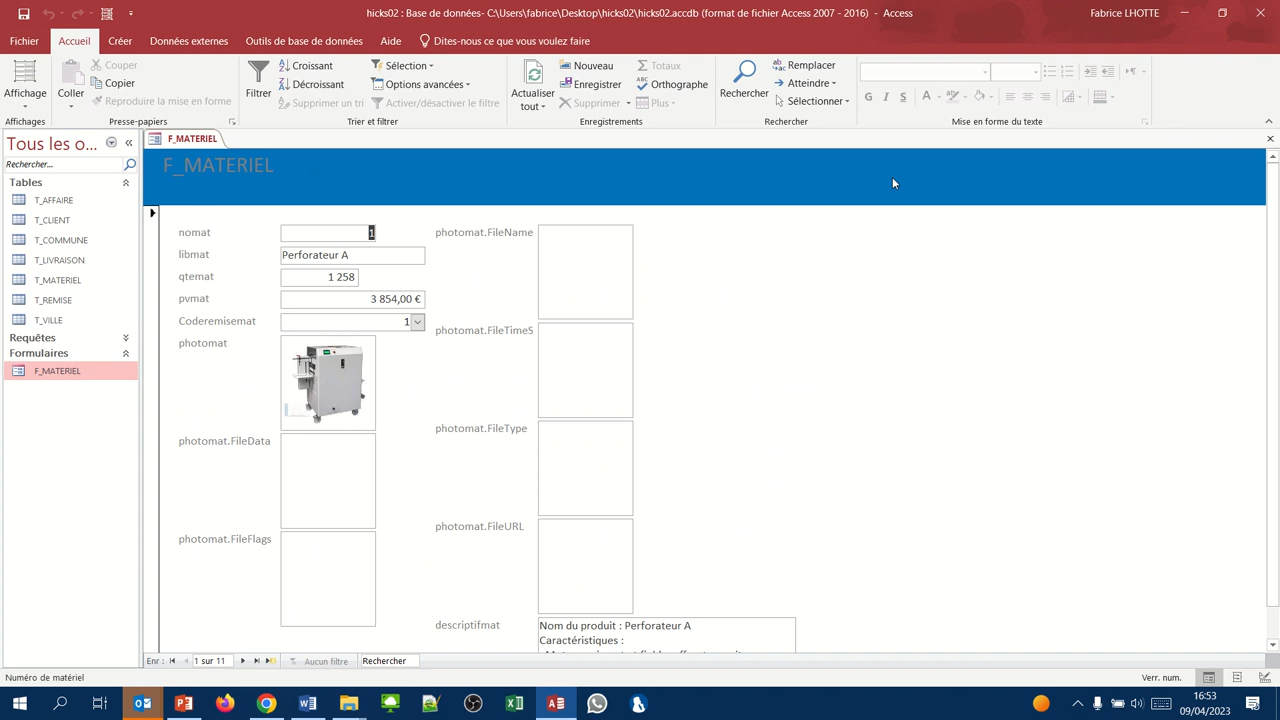 hicks02 : Base de données- C:\Users\fabrice\Desktop\hicks02\hicks02.accdb (format de fichier Access 2007 - 2016) - Access
Fabrice LHOTTE
Fichier Accueil Créer Données externes Outils de base de données Aide Dites-nous ce que vous voulez faire
Affichage
Affichages
Coller
Couper
Copier
Reproduire la mise en forme
Presse-papiers
Filtrer
Croissant
Décroissant
Supprimer un tri
Sélection
Options avancées
Activer/désactiver le filtre
Trier et filtrer
Actualiser
tout
Nouveau
Enregistrer
Supprimer
Totaux
Orthographe
Plus
Enregistrements
Rechercher
Remplacer
Atteindre
Sélectionner
Rechercher
G I S A
Mise en forme du texte
Tous les o...
Rechercher...
Tables
T_AFFAIRE
T_CLIENT
T_COMMUNE
T_LIVRAISON
T_MATERIEL
T_REMISE
T_VILLE
Requêtes
Formulaires
F_MATERIEL
F_MATERIEL
F_MATERIEL
nomat 1
libmat Perforateur A
qtemat 1 258
pvmat 3 854,00 €
Coderemisemat 1
photomat
photomat.FileData
photomat.FileFlags
photomat.FileName
photomat.FileTimeS
photomat.FileType
photomat.FileURL
descriptifmat
Nom du produit : Perforateur A
Caractéristiques :
Enr : 1 sur 11 Aucun filtre Rechercher
Numéro de matériel
Verr. num.
16:53
09/04/2023